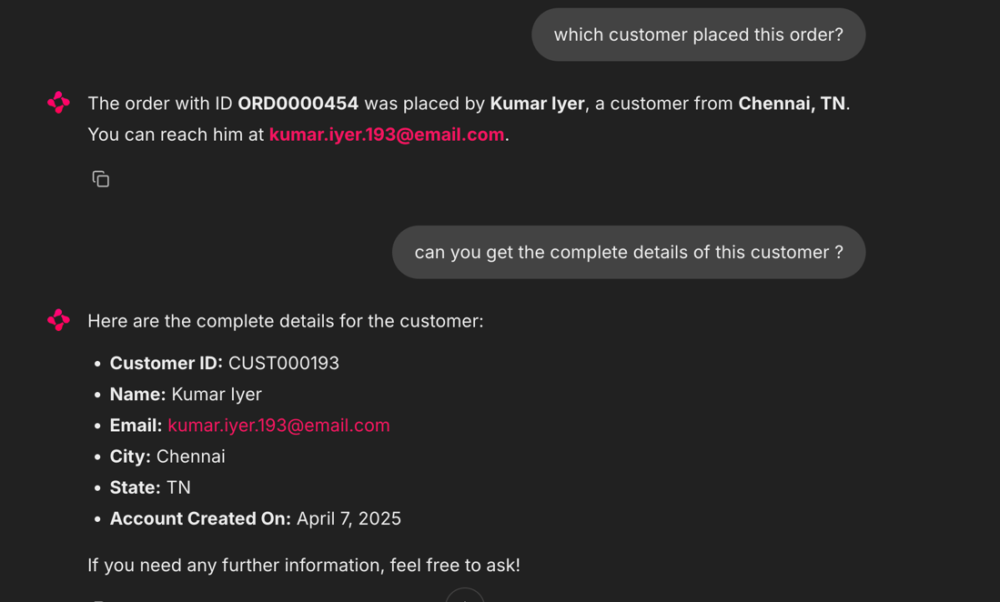 which customer placed this order?
The order with ID ORD0000454 was placed by Kumar Iyer, a customer from Chennai, TN.
You can reach him at kumar.iyer.193@email.com.
can you get the complete details of this customer ?
Here are the complete details for the customer:
• Customer ID: CUST000193
• Name: Kumar Iyer
• Email: kumar.iyer.193@email.com
• City: Chennai
• State: TN
• Account Created On: April 7, 2025
If you need any further information, feel free to ask!